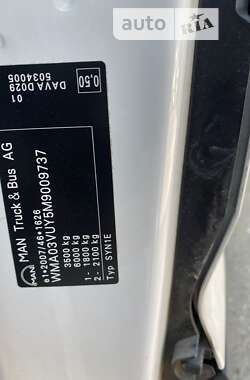 auto
RIA
MAN Truck & Bus AG
DAVA D029
5034005
01
0,50
MAN
e1*2007/46*1626
WMA03VUY5M9009737
3500 kg
6000 kg
1 - 1800 kg
2 - 2100 kg
Typ SYN1E